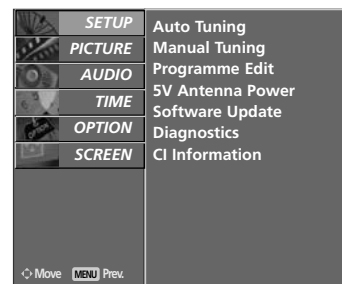 SETUP
PICTURE
AUDIO
TIME
OPTION
SCREEN
Auto Tuning
Manual Tuning
Programme Edit
5V Antenna Power
Software Update
Diagnostics
CI Information
Move MENU Prev.